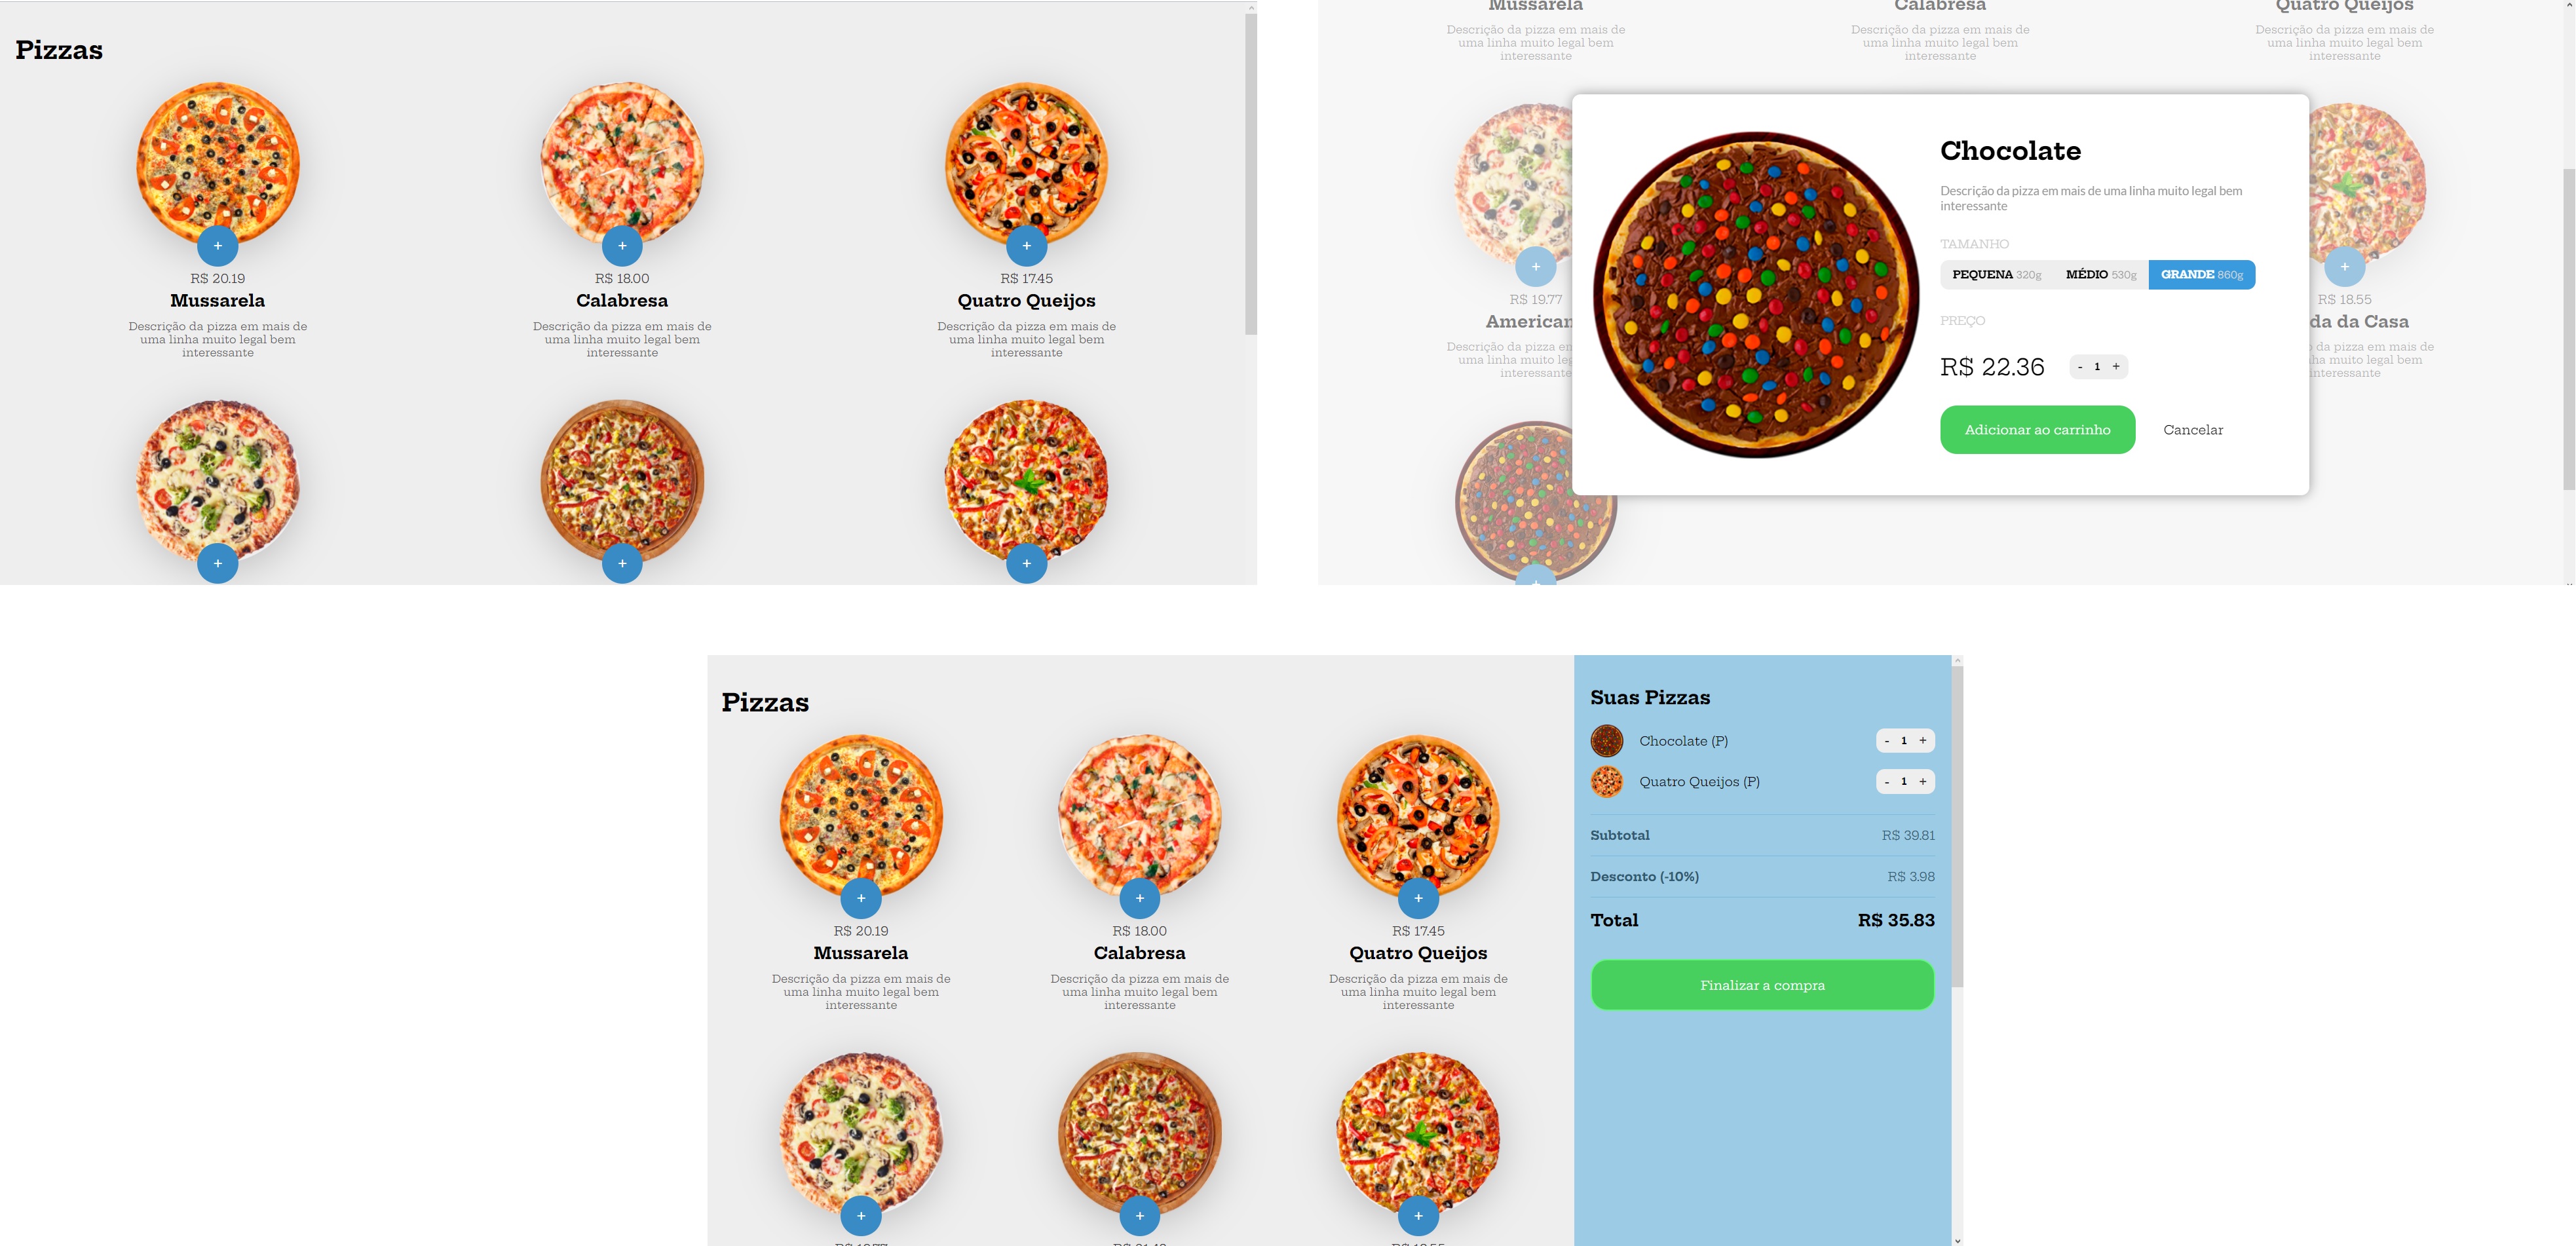 Pizzas
+
+
+
R$ 20.19
R$ 18.00
R$ 17.45
Mussarela
Calabresa
Quatro Queijos
Descrição da pizza em mais de
uma linha muito legal bem
interessante
Descrição da pizza em mais de
uma linha muito legal bem
interessante
Descrição da pizza em mais de
uma linha muito legal bem
interessante
+
+
+
Mussarela
Calabresa
Quatro Queijos
Descrição da pizza em mais de
uma linha muito legal bem
interessante
Descrição da pizza em mais de
uma linha muito legal bem
interessante
Descrição da pizza em mais de
uma linha muito legal bem
interessante
+
R$ 19.77
American
Descrição da pizza em
uma linha muito leg
interessante
+
Chocolate
Descrição da pizza em mais de uma linha muito legal bem
interessante
TAMANHO
PEQUENA 320g MÉDIO 530g GRANDE 860g
PREÇO
R$ 22.36 - 1 +
Adicionar ao carrinho Cancelar
+
R$ 18.55
da da Casa
da pizza em mais de
muito legal bem
interessante
Pizzas
+
+
+
R$ 20.19
R$ 18.00
R$ 17.45
Mussarela
Calabresa
Quatro Queijos
Descrição da pizza em mais de
uma linha muito legal bem
interessante
Descrição da pizza em mais de
uma linha muito legal bem
interessante
Descrição da pizza em mais de
uma linha muito legal bem
interessante
+
+
+
Suas Pizzas
Chocolate (P) - 1 +
Quatro Queijos (P) - 1 +
Subtotal R$ 39.81
Desconto (-10%) R$ 3.98
Total R$ 35.83
Finalizar a compra